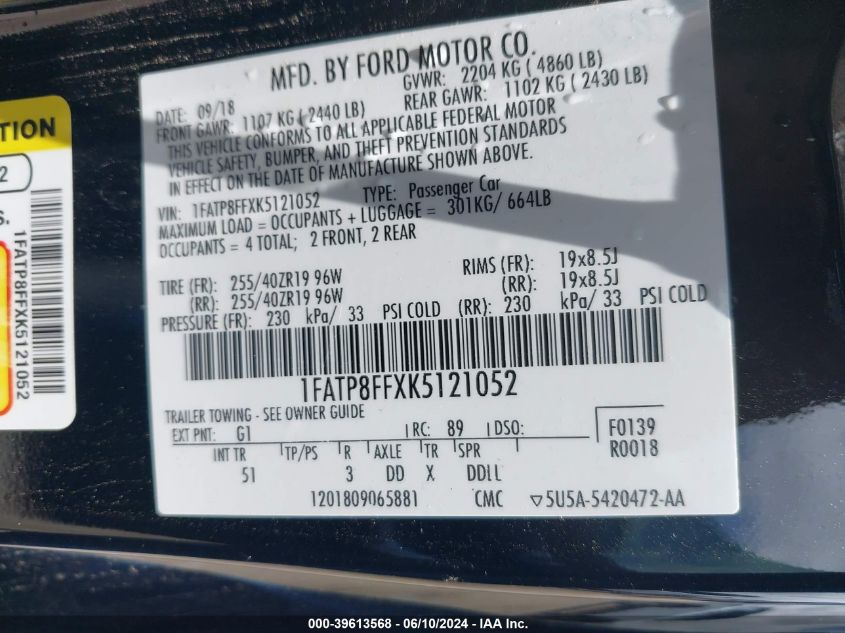 MFD. BY FORD MOTOR CO.
DATE: 09/18
GVWR: 2204 KG ( 4860 LB)
FRONT GAWR: 1107 KG ( 2440 LB)
REAR GAWR: 1102 KG ( 2430 LB)
THIS VEHICLE CONFORMS TO ALL APPLICABLE FEDERAL MOTOR
VEHICLE SAFETY, BUMPER, AND THEFT PREVENTION STANDARDS
IN EFFECT ON THE DATE OF MANUFACTURE SHOWN ABOVE.
VIN: 1FATP8FFXK5121052
TYPE: Passenger Car
MAXIMUM LOAD = OCCUPANTS + LUGGAGE = 301KG/ 664LB
OCCUPANTS = 4 TOTAL; 2 FRONT, 2 REAR
TIRE (FR): 255/40ZR19 96W
RIMS (FR): 19x8.5J
(RR): 255/40ZR19 96W
(RR): 19x8.5J
PRESSURE (FR): 230 kPa/ 33 PSI COLD (RR): 230 kPa/ 33 PSI COLD
1FATP8FFXK5121052
TRAILER TOWING - SEE OWNER GUIDE
EXT PNT: G1 RC: 89 DSO:
F0139
R0018
INT TR TP/PS R AXLE TR SPR
51 3 DD X DDLL
1201809065881 CMC 5U5A-5420472-AA
TION
2
S.
1FATP8FFXK5121052
000-39613568 - 06/10/2024 - IAA Inc.